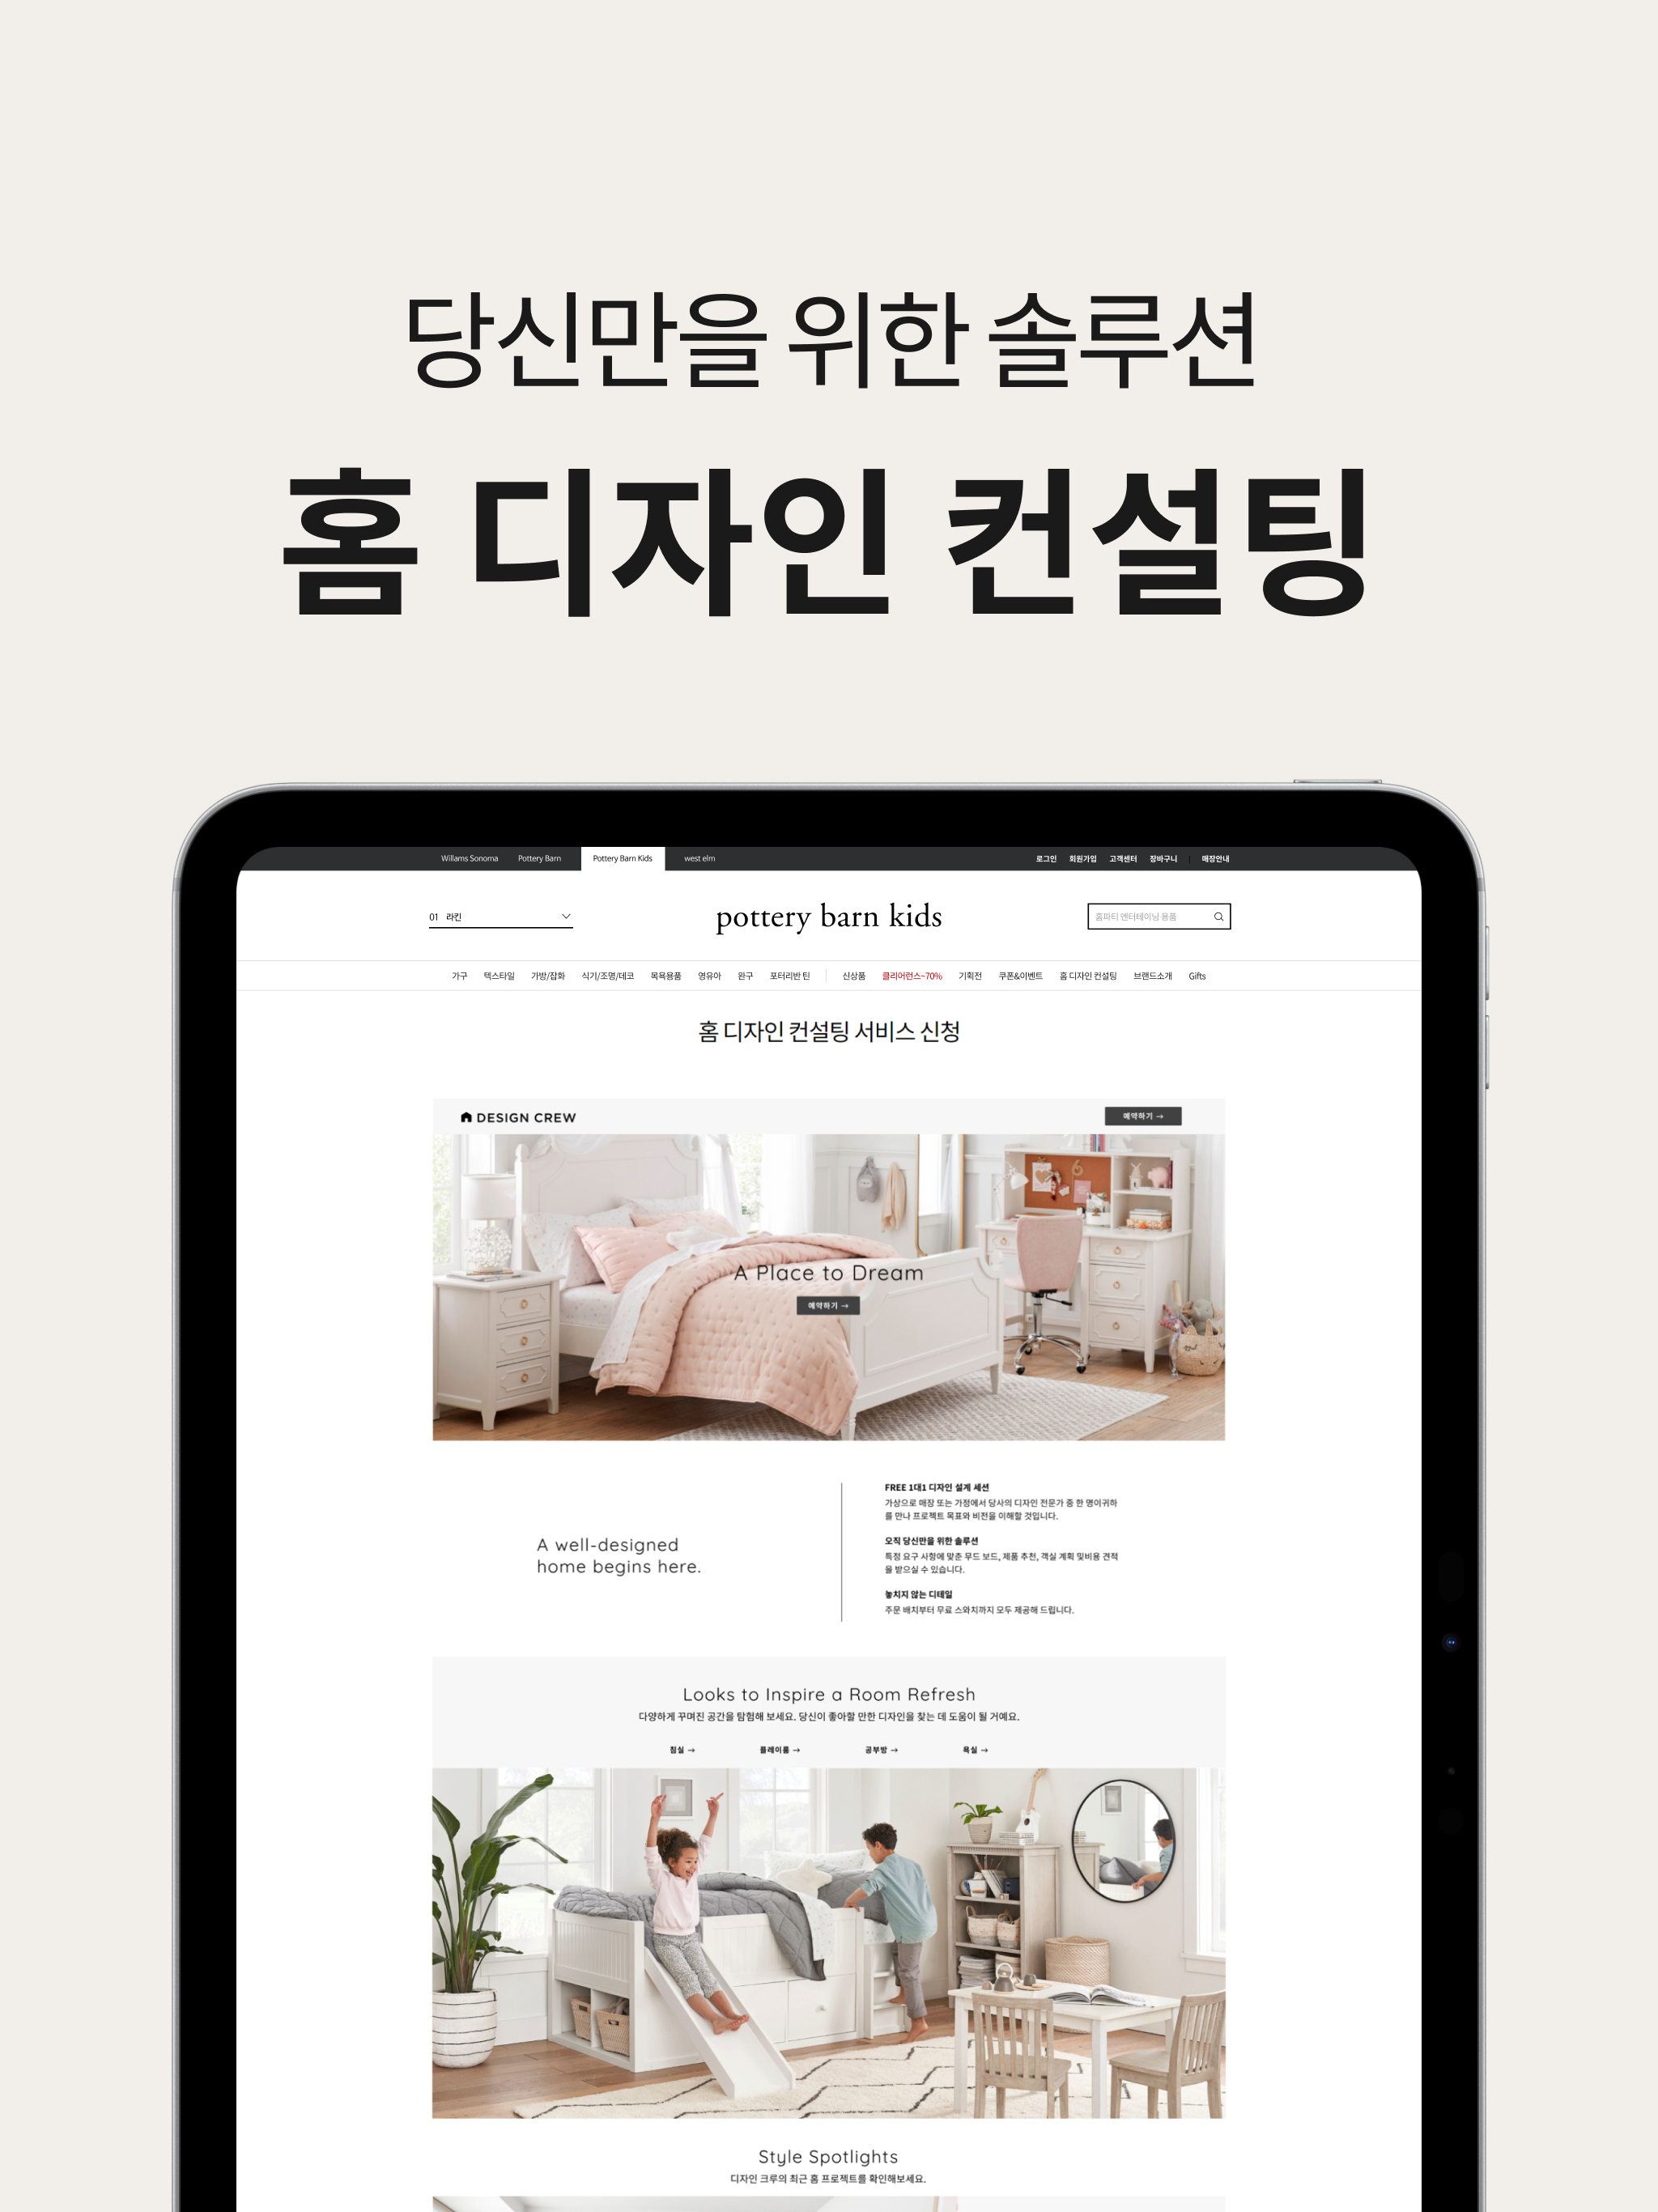 당신만을 위한 솔루션
홈 디자인 컨설팅
Willams Sonoma Pottery Barn Pottery Barn Kids west elm 로그인 회원가입 고객센터 장바구니 | 매장안내
01 라킨
pottery barn kids
홈파티 엔터테이닝 용품
가구 텍스타일 가방/잡화 식기/조명/데코 목욕용품 영유아 완구 포터리반 틴 | 신상품 클리어런스~70% 기획전 쿠폰&이벤트 홈 디자인 컨설팅 브랜드소개 Gifts
홈 디자인 컨설팅 서비스 신청
DESIGN CREW
예약하기 →
A Place to Dream
예약하기 →
A well-designed
home begins here.
FREE 1대1 디자인 설계 세션
가상으로 매장 또는 가정에서 당사의 디자인 전문가 중 한 명이귀하
를 만나 프로젝트 목표와 비전을 이해할 것입니다.
오직 당신만을 위한 솔루션
특정 요구 사항에 맞춘 무드 보드, 제품 추천, 객실 계획 및비용 견적
을 받으실 수 있습니다.
놓치지 않는 디테일
주문 배치부터 무료 스와치까지 모두 제공해 드립니다.
Looks to Inspire a Room Refresh
다양하게 꾸며진 공간을 탐험해 보세요. 당신이 좋아할 만한 디자인을 찾는 데 도움이 될 거예요.
침실 → 플레이룸 → 공부방 → 욕실 →
Style Spotlights
디자인 크루의 최근 홈 프로젝트를 확인해보세요.